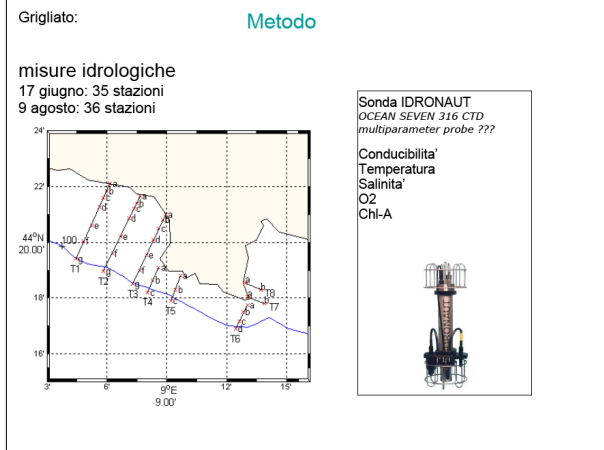 Grigliato:
Metodo
misure idrologiche
17 giugno: 35 stazioni
9 agosto: 36 stazioni
Sonda IDRONAUT
OCEAN SEVEN 316 CTD
multiparameter probe ???
Conducibilita'
Temperatura
Salinita'
O2
Chl-A
24'
22'
44°N
20.00'
18'
16'
3'
6'
9°E
9.00'
12'
15'
100
a
b
c
d
e
f
g
T1
a
b
c
d
e
f
g
T2
a
b
c
d
e
f
g
T3
a
b
c
T4
a
b
c
T5
a
b
c
d
T6
a
b
T7
a
b
T8